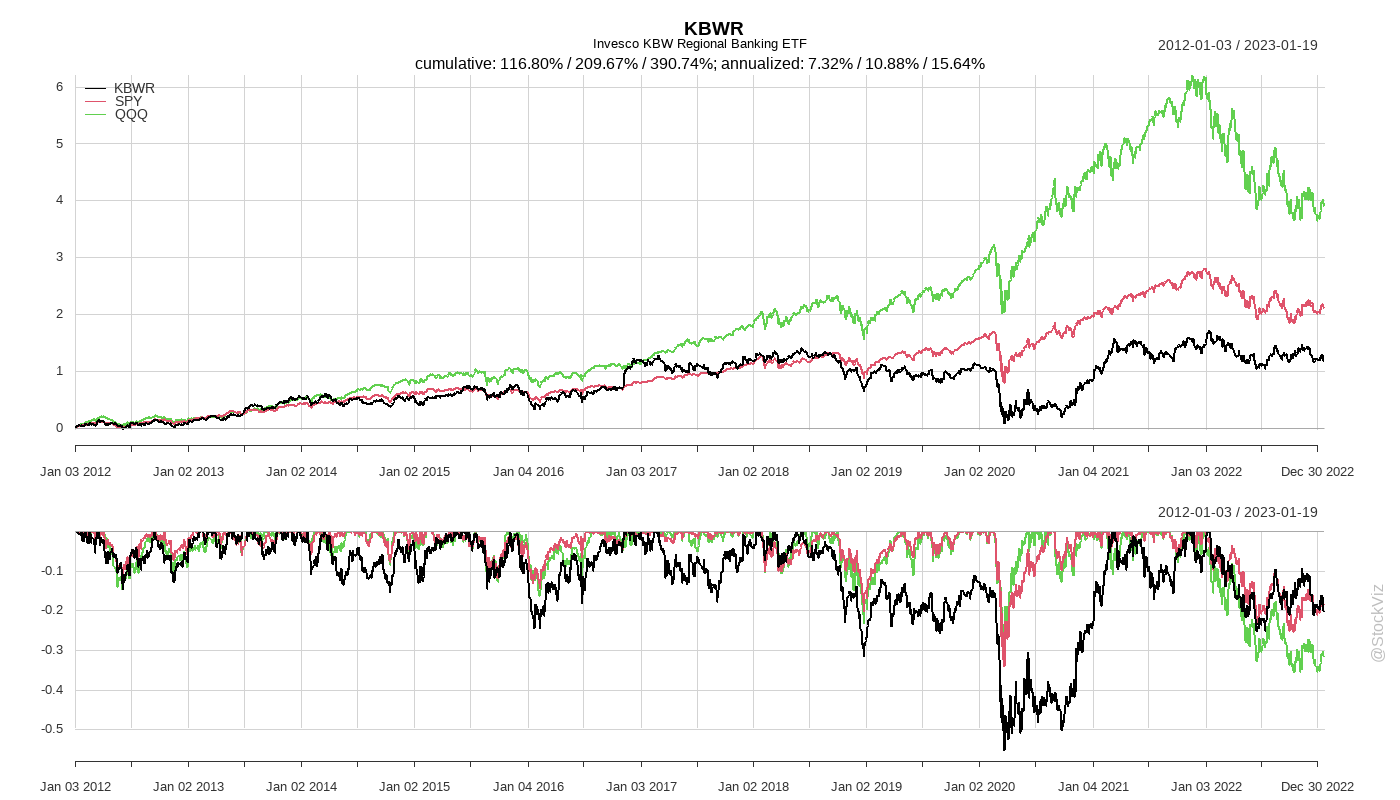 KBWR
Invesco KBW Regional Banking ETF
2012-01-03 / 2023-01-19
cumulative: 116.80% / 209.67% / 390.74%; annualized: 7.32% / 10.88% / 15.64%
KBWR
SPY
QQQ
6
5
4
3
2
1
0
Jan 03 2012 Jan 02 2013 Jan 02 2014 Jan 02 2015 Jan 04 2016 Jan 03 2017 Jan 02 2018 Jan 02 2019 Jan 02 2020 Jan 04 2021 Jan 03 2022 Dec 30 2022
2012-01-03 / 2023-01-19
-0.1
-0.2
-0.3
-0.4
-0.5
Jan 03 2012 Jan 02 2013 Jan 02 2014 Jan 02 2015 Jan 04 2016 Jan 03 2017 Jan 02 2018 Jan 02 2019 Jan 02 2020 Jan 04 2021 Jan 03 2022 Dec 30 2022
@StockViz